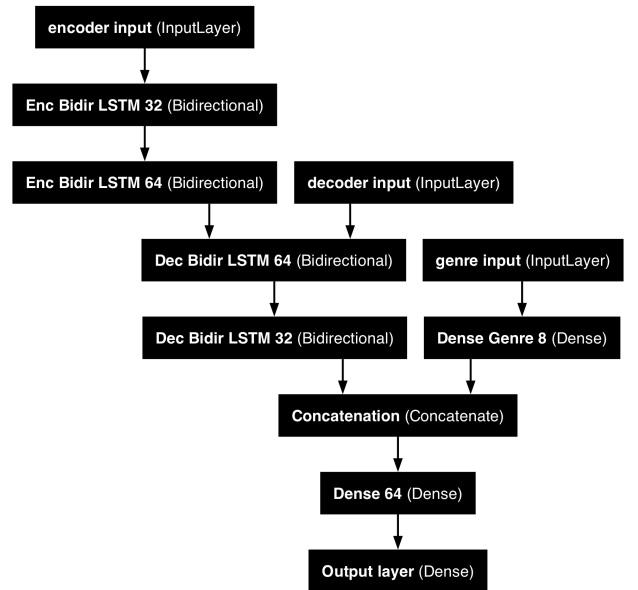 encoder input (InputLayer)
Enc Bidir LSTM 32 (Bidirectional)
Enc Bidir LSTM 64 (Bidirectional)
decoder input (InputLayer)
Dec Bidir LSTM 64 (Bidirectional)
genre input (InputLayer)
Dec Bidir LSTM 32 (Bidirectional)
Dense Genre 8 (Dense)
Concatenation (Concatenate)
Dense 64 (Dense)
Output layer (Dense)